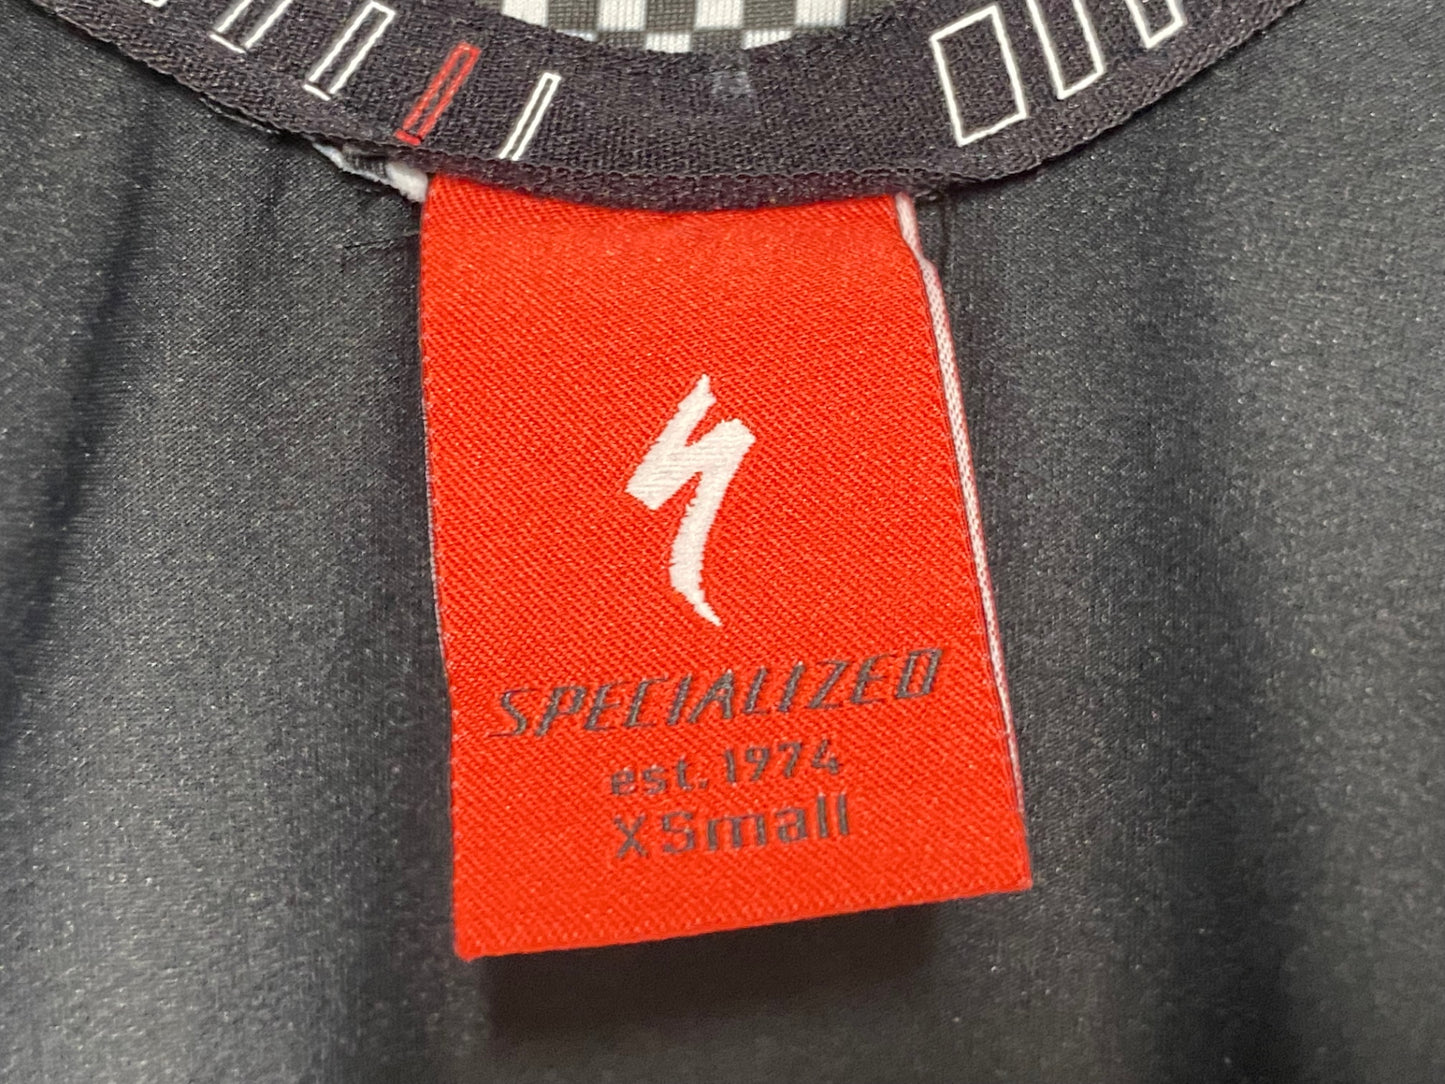 SPECIALIZED
est. 1974
X Small